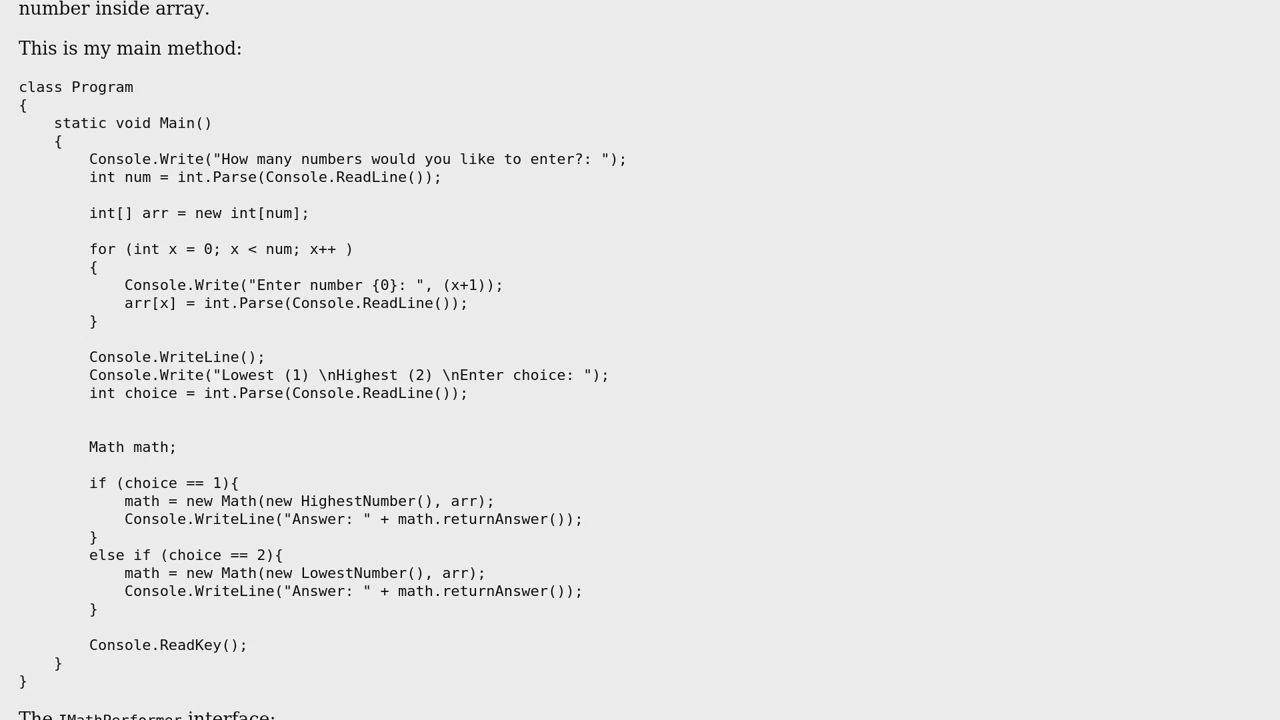 number inside array.
This is my main method:
class Program
{
    static void Main()
    {
        Console.Write("How many numbers would you like to enter?: ");
        int num = int.Parse(Console.ReadLine());

        int[] arr = new int[num];

        for (int x = 0; x < num; x++ )
        {
            Console.Write("Enter number {0}: ", (x+1));
            arr[x] = int.Parse(Console.ReadLine());
        }

        Console.WriteLine();
        Console.Write("Lowest (1) \nHighest (2) \nEnter choice: ");
        int choice = int.Parse(Console.ReadLine());


        Math math;

        if (choice == 1){
            math = new Math(new HighestNumber(), arr);
            Console.WriteLine("Answer: " + math.returnAnswer());
        }
        else if (choice == 2){
            math = new Math(new LowestNumber(), arr);
            Console.WriteLine("Answer: " + math.returnAnswer());
        }

        Console.ReadKey();
    }
}
The IMathPerformer interface: